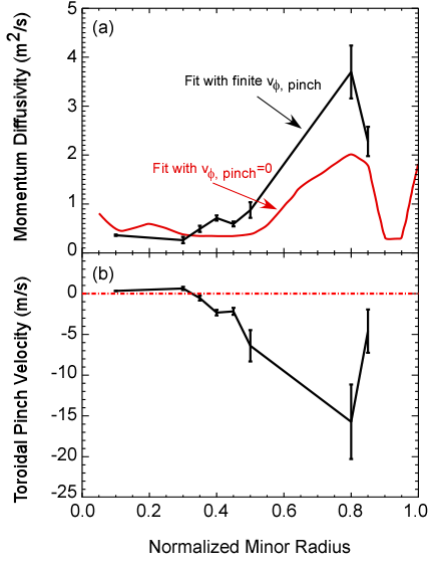 (a)
Momentum Diffusivity (m²/s)
5
4
3
2
1
0
Fit with finite vϕ, pinch
Fit with vϕ, pinch=0
(b)
Toroidal Pinch Velocity (m/s)
0
-5
-10
-15
-20
-25
0.0 0.2 0.4 0.6 0.8 1.0
Normalized Minor Radius